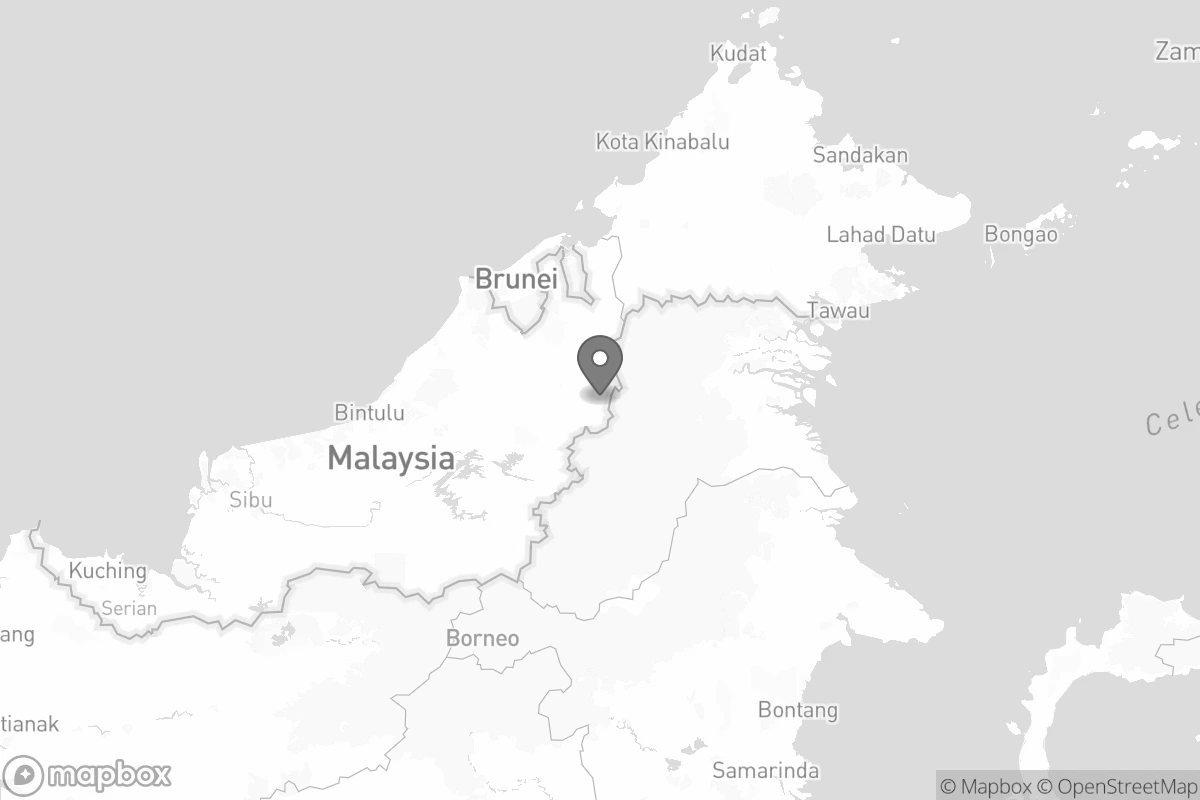 Kudat
Zam
Kota Kinabalu
Sandakan
Lahad Datu
Bongao
Brunei
Tawau
Bintulu
Cele
Malaysia
Sibu
Kuching
Serian
ang
Borneo
Bontang
tianak
Samarinda
mapbox
© Mapbox © OpenStreetMap